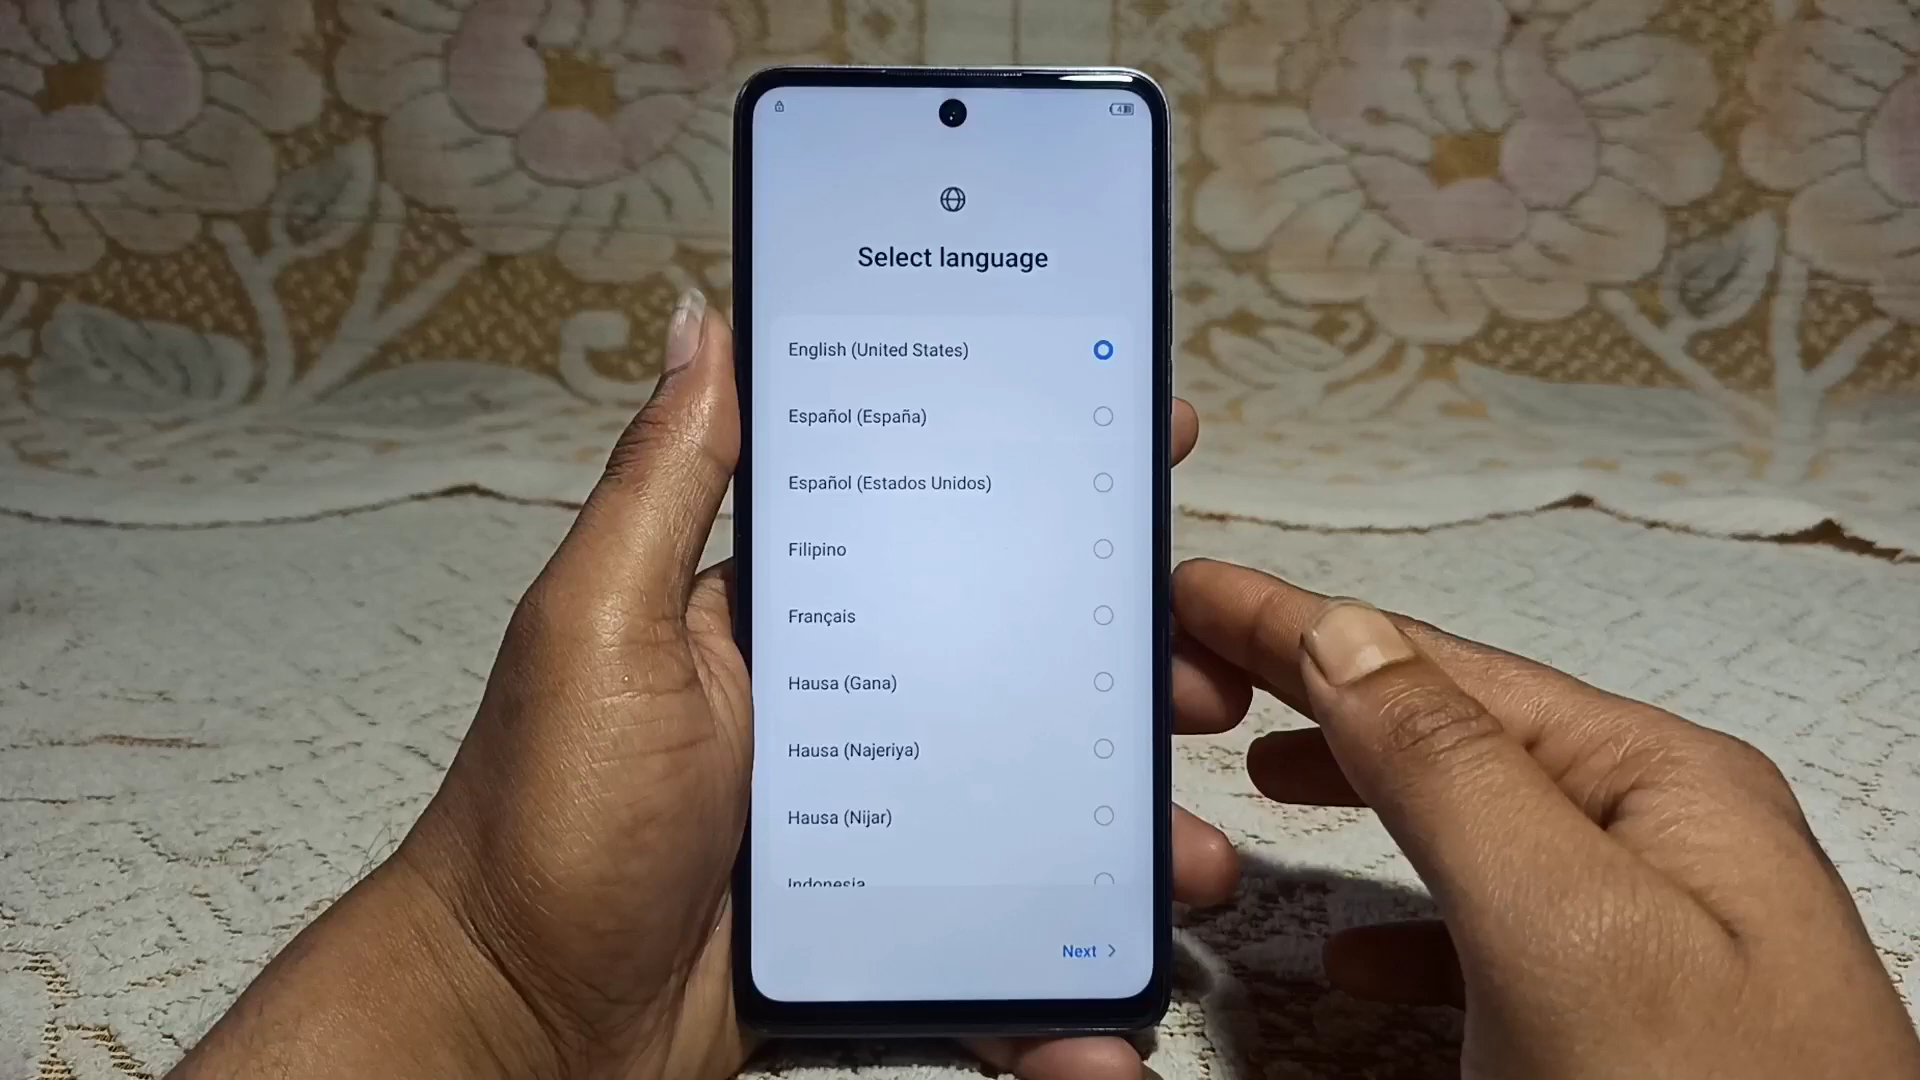 Select language
English (United States)
Español (España)
Español (Estados Unidos)
Filipino
Français
Hausa (Gana)
Hausa (Najeriya)
Hausa (Nijar)
Indonesia
Next